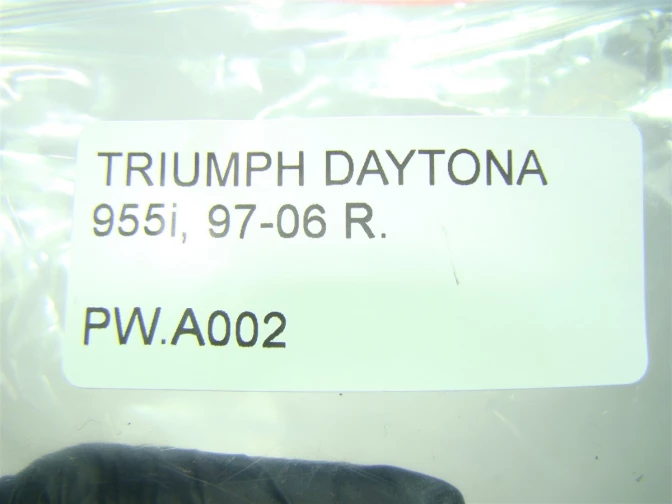 TRIUMPH DAYTONA
955i, 97-06 R.
PW.A002